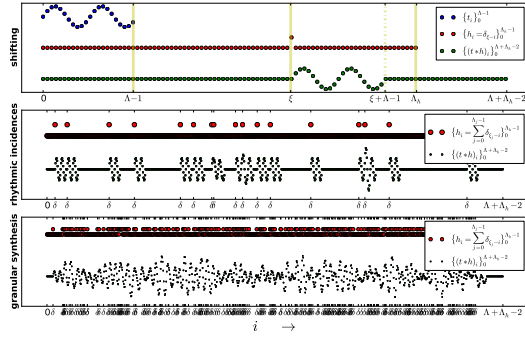 shifting
{t_i}_0^{Λ-1}
{h_i = δ_{ξ-i}}_0^{Λ_h-1}
{(t*h)_i}_0^{Λ+Λ_h-2}
0 Λ-1 ξ ξ+Λ-1 Λ_h Λ+Λ_h-2
rhythmic incidences
{h_i = \sum_{j=0}^{Λ_i-1} δ_{ξ_j-i}}_0^{Λ_h-1}
{(t*h)_i}_0^{Λ+Λ_h-2}
0 δ δ δ δ δ δ δ δ δ δ δ δ δ δ δ δ Λ+Λ_h-2
granular synthesis
{h_i = \sum_{j=0}^{Λ_i-1} δ_{ξ_j-i}}_0^{Λ_h-1}
{(t*h)_i}_0^{Λ+Λ_h-2}
0 Λ+Λ_h-2
i →